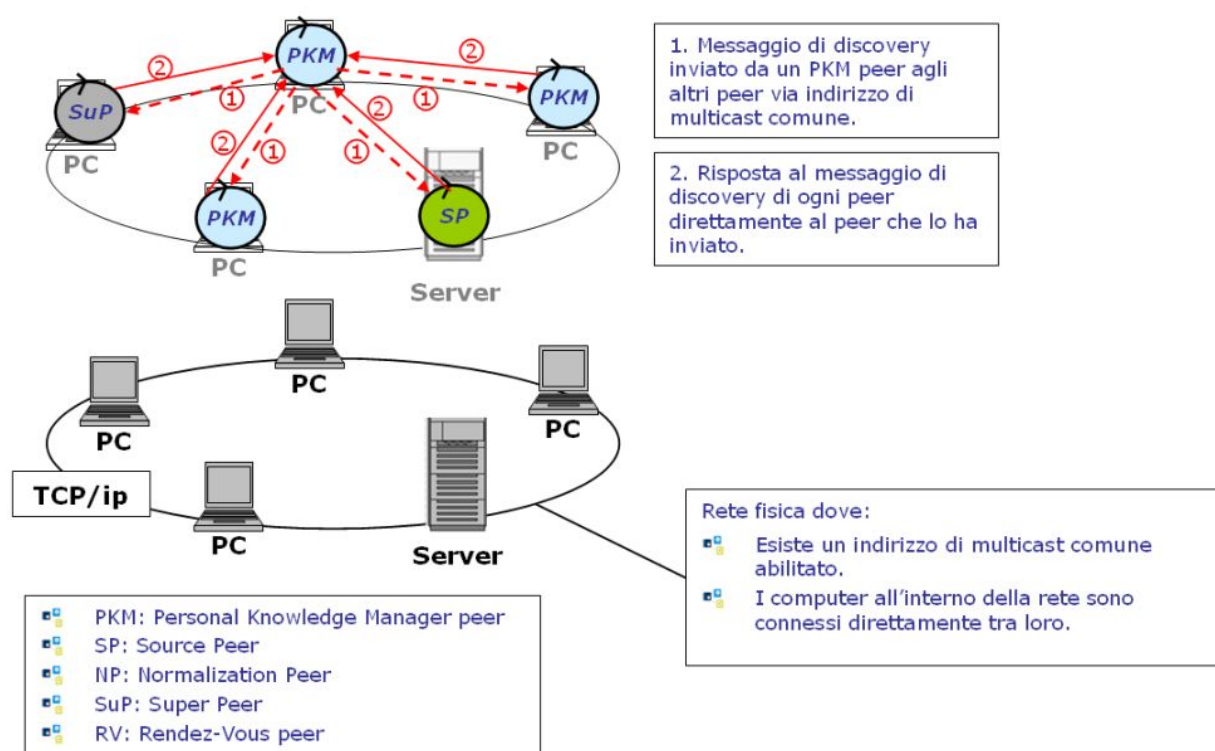 PKM
PC
SuP
PC
PKM
PC
PKM
PC
SP
Server
2
1
2
1
2
1
2
1
1. Messaggio di discovery
inviato da un PKM peer agli
altri peer via indirizzo di
multicast comune.
2. Risposta al messaggio di
discovery di ogni peer
direttamente al peer che lo ha
inviato.
PC
PC
PC
TCP/ip
PC
Server
Rete fisica dove:
Esiste un indirizzo di multicast comune
abilitato.
I computer all'interno della rete sono
connessi direttamente tra loro.
PKM: Personal Knowledge Manager peer
SP: Source Peer
NP: Normalization Peer
SuP: Super Peer
RV: Rendez-Vous peer